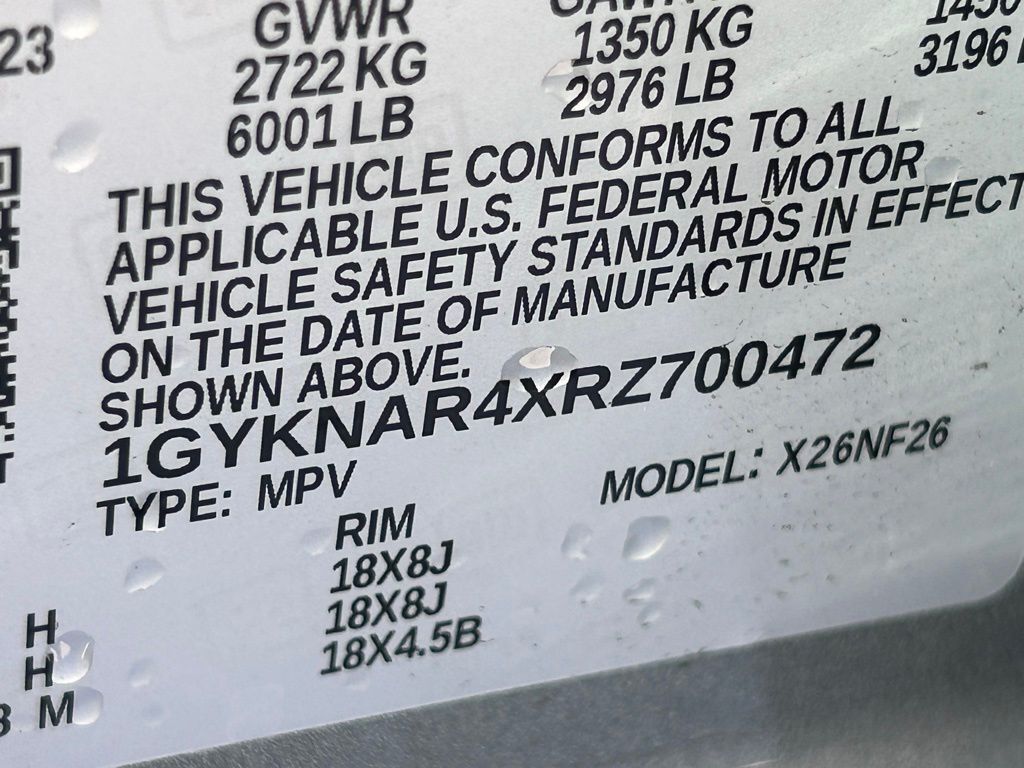 23
GVWR
2722 KG
1350 KG
6001 LB
2976 LB
3196
THIS VEHICLE CONFORMS TO ALL
APPLICABLE U.S. FEDERAL MOTOR
VEHICLE SAFETY STANDARDS IN EFFECT
ON THE DATE OF MANUFACTURE
SHOWN ABOVE.
1GYKNAR4XRZ700472
TYPE: MPV
MODEL: X26NF26
RIM
18X8J
18X8J
18X4.5B
H
H
M